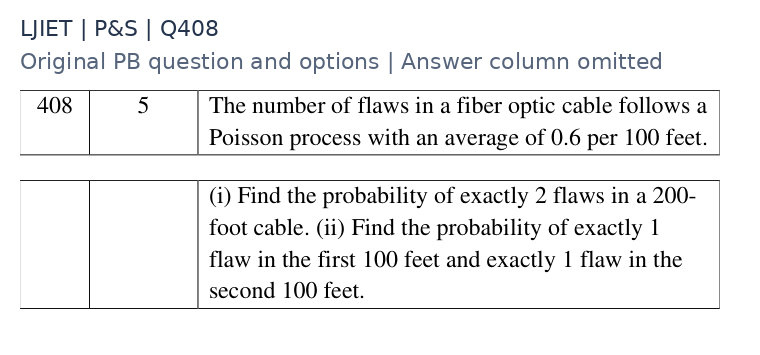 LJIET | P&S | Q408
Original PB question and options | Answer column omitted
408 5 The number of flaws in a fiber optic cable follows a
Poisson process with an average of 0.6 per 100 feet.
(i) Find the probability of exactly 2 flaws in a 200-
foot cable. (ii) Find the probability of exactly 1
flaw in the first 100 feet and exactly 1 flaw in the
second 100 feet.